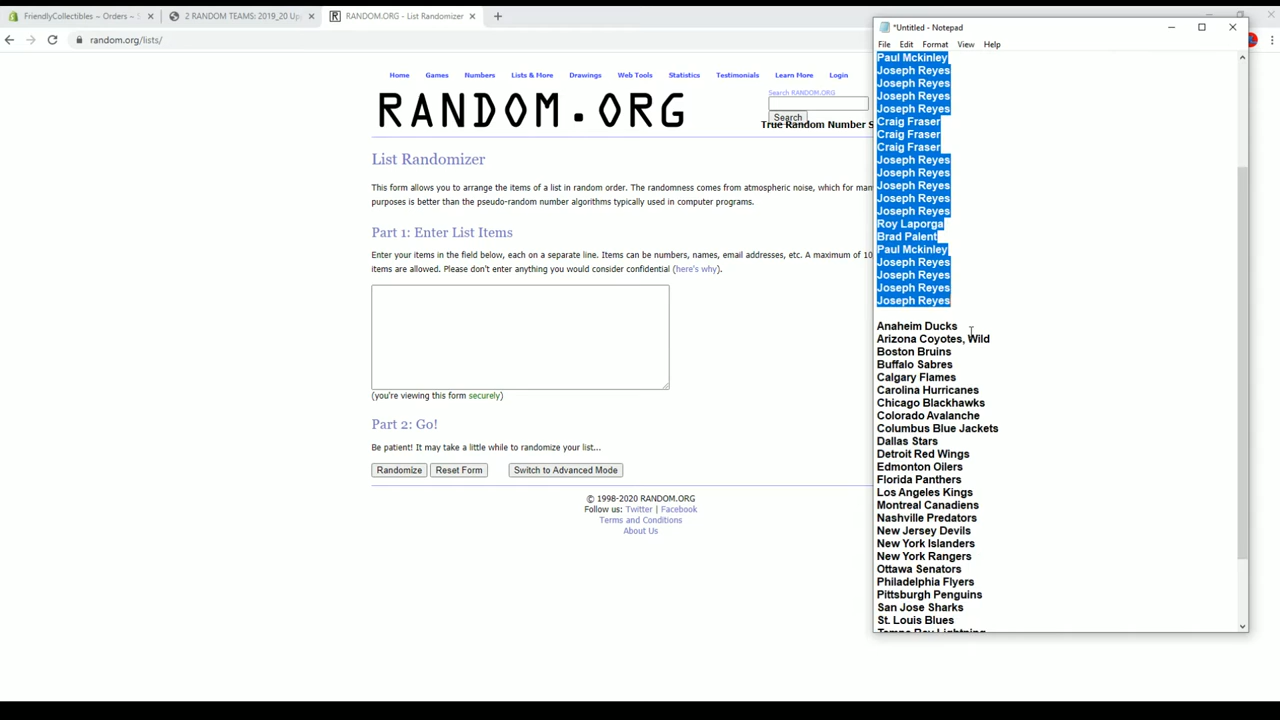 FriendlyCollectibles ~ Orders ~
2 RANDOM TEAMS: 2019_20 Up
RANDOM.ORG - List Randomizer
random.org/lists/
Home
Games
Numbers
Lists & More
Drawings
Web Tools
Statistics
Testimonials
Learn More
Login
RANDOM.ORG
Search RANDOM.ORG
Search
True Random Number S
List Randomizer
This form allows you to arrange the items of a list in random order. The randomness comes from atmospheric noise, which for man
purposes is better than the pseudo-random number algorithms typically used in computer programs.
Part 1: Enter List Items
Enter your items in the field below, each on a separate line. Items can be numbers, names, email addresses, etc. A maximum of 10
items are allowed. Please don't enter anything you would consider confidential (here's why).
(you're viewing this form securely)
Part 2: Go!
Be patient! It may take a little while to randomize your list...
Randomize
Reset Form
Switch to Advanced Mode
© 1998-2020 RANDOM.ORG
Follow us: Twitter | Facebook
Terms and Conditions
About Us
*Untitled - Notepad
File Edit Format View Help
Paul Mckinley
Joseph Reyes
Joseph Reyes
Joseph Reyes
Joseph Reyes
Craig Fraser
Craig Fraser
Craig Fraser
Joseph Reyes
Joseph Reyes
Joseph Reyes
Joseph Reyes
Joseph Reyes
Roy Laporga
Brad Palent
Paul Mckinley
Joseph Reyes
Joseph Reyes
Joseph Reyes
Joseph Reyes
Anaheim Ducks
Arizona Coyotes, Wild
Boston Bruins
Buffalo Sabres
Calgary Flames
Carolina Hurricanes
Chicago Blackhawks
Colorado Avalanche
Columbus Blue Jackets
Dallas Stars
Detroit Red Wings
Edmonton Oilers
Florida Panthers
Los Angeles Kings
Montreal Canadiens
Nashville Predators
New Jersey Devils
New York Islanders
New York Rangers
Ottawa Senators
Philadelphia Flyers
Pittsburgh Penguins
San Jose Sharks
St. Louis Blues
Tampa Bay Lightning